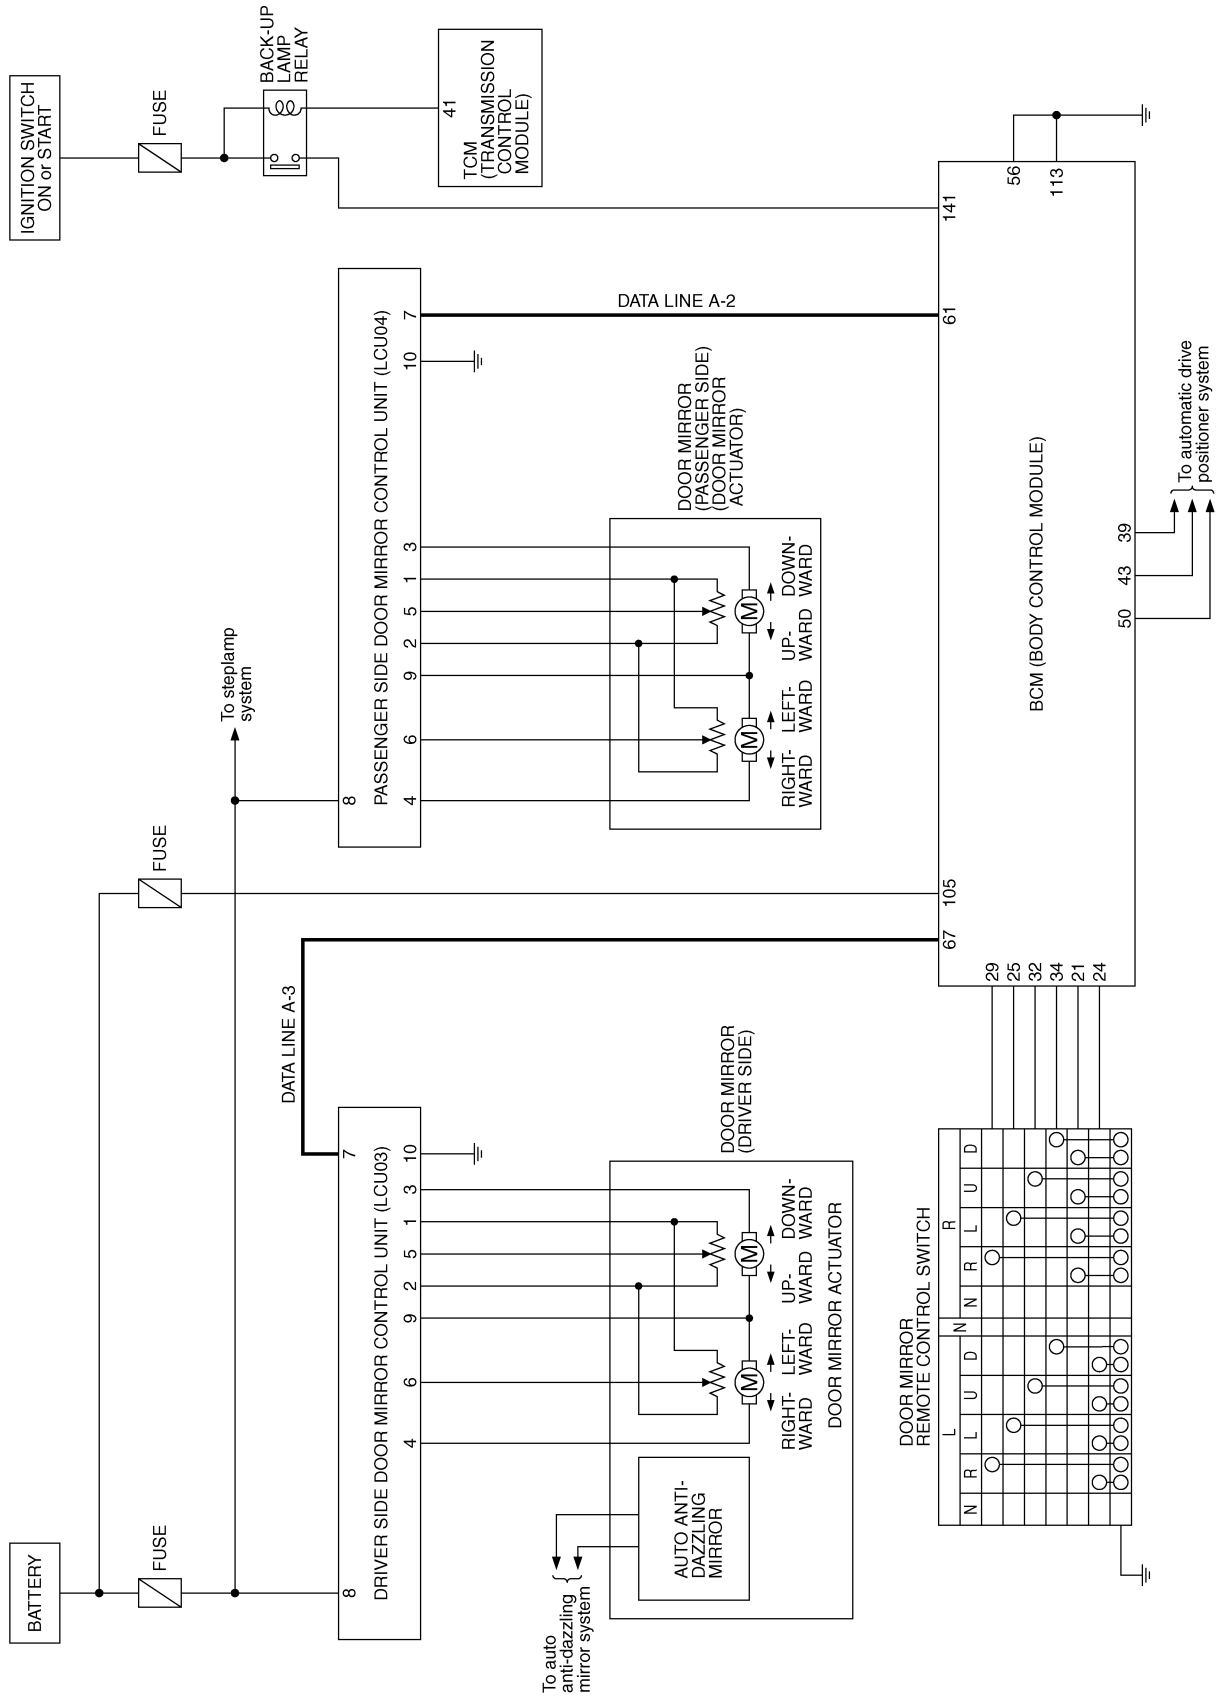 BATTERY
FUSE
FUSE
IGNITION SWITCH
ON or START
FUSE
BACK-UP
LAMP
RELAY
41
TCM
(TRANSMISSION
CONTROL
MODULE)
To steplamp
system
DATA LINE A-3
8
7
DRIVER SIDE DOOR MIRROR CONTROL UNIT (LCU03)
4
6
9
2
5
1
3
10
8
PASSENGER SIDE DOOR MIRROR CONTROL UNIT (LCU04)
4
6
9
2
5
1
3
10
7
DATA LINE A-2
To auto
anti-dazzling
mirror system
AUTO ANTI-
DAZZLING
MIRROR
M
M
RIGHT-
WARD
LEFT-
WARD
UP-
WARD
DOWN-
WARD
DOOR MIRROR ACTUATOR
DOOR MIRROR
(DRIVER SIDE)
M
M
RIGHT-
WARD
LEFT-
WARD
UP-
WARD
DOWN-
WARD
DOOR MIRROR
(PASSENGER SIDE)
(DOOR MIRROR
ACTUATOR)
DOOR MIRROR
REMOTE CONTROL SWITCH
L
N
R
N
R
L
U
D
N
R
L
U
D
67
105
61
141
29
25
32
34
21
24
56
113
BCM (BODY CONTROL MODULE)
50
43
39
To automatic drive
positioner system